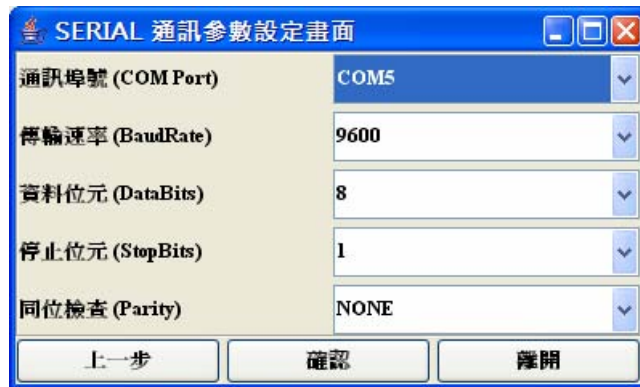 SERIAL 通訊參數設定畫面
通訊埠號 (COM Port) COM5
傳輸速率 (BaudRate) 9600
資料位元 (DataBits) 8
停止位元 (StopBits) 1
同位檢查 (Parity) NONE
上一步 確認 離開